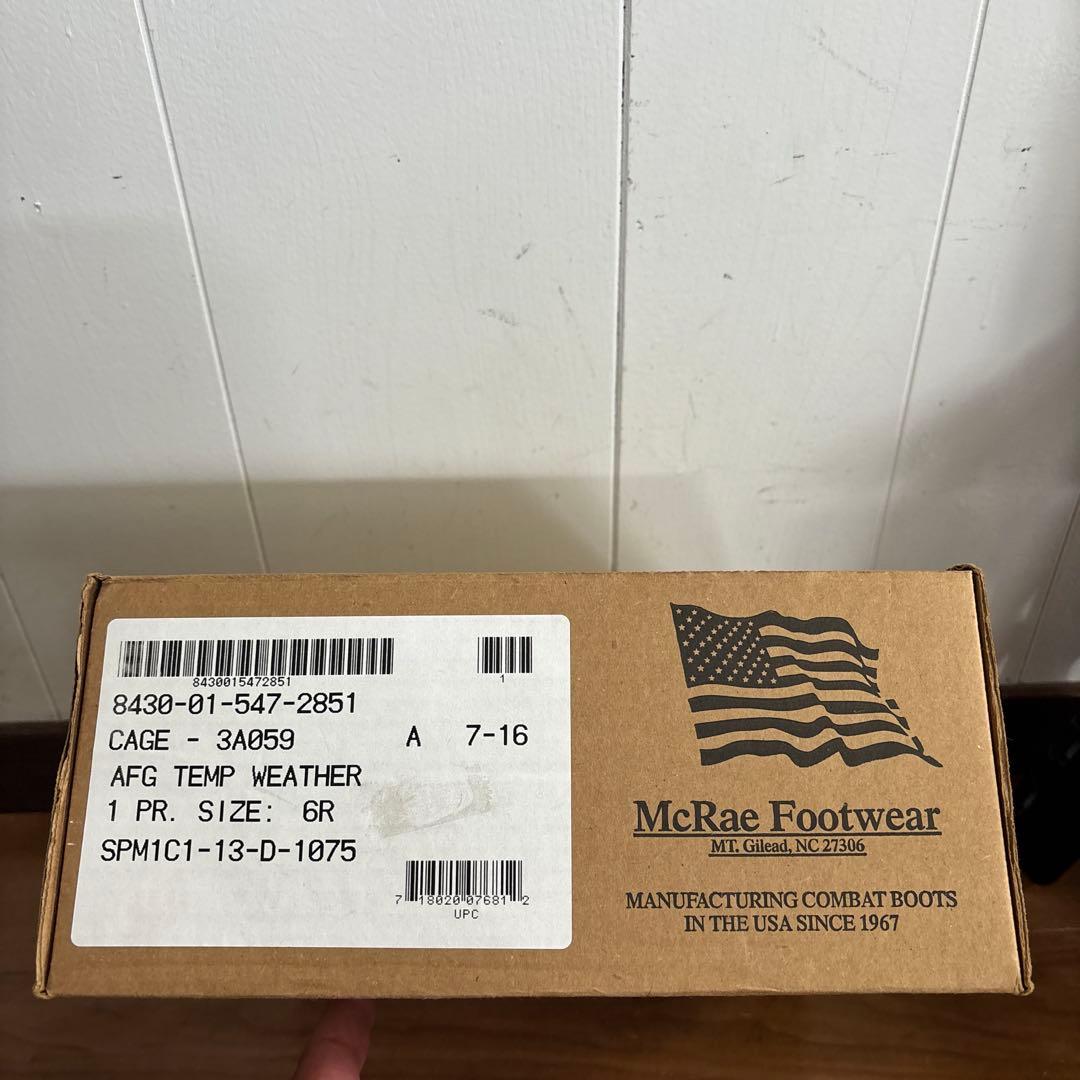 8430015472851
1
8430-01-547-2851
CAGE - 3A059 A 7-16
AFG TEMP WEATHER
1 PR. SIZE: 6R
SPM1C1-13-D-1075
7 18020 07681 2
UPC
McRae Footwear
MT. Gilead, NC 27306
MANUFACTURING COMBAT BOOTS
IN THE USA SINCE 1967